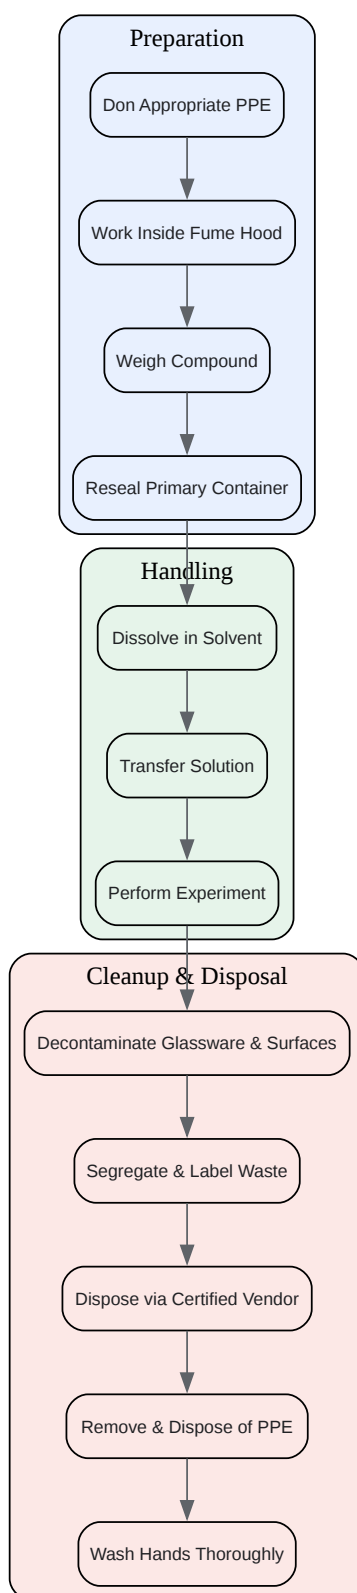 Preparation
Don Appropriate PPE
Work Inside Fume Hood
Weigh Compound
Reseal Primary Container
Handling
Dissolve in Solvent
Transfer Solution
Perform Experiment
Cleanup & Disposal
Decontaminate Glassware & Surfaces
Segregate & Label Waste
Dispose via Certified Vendor
Remove & Dispose of PPE
Wash Hands Thoroughly